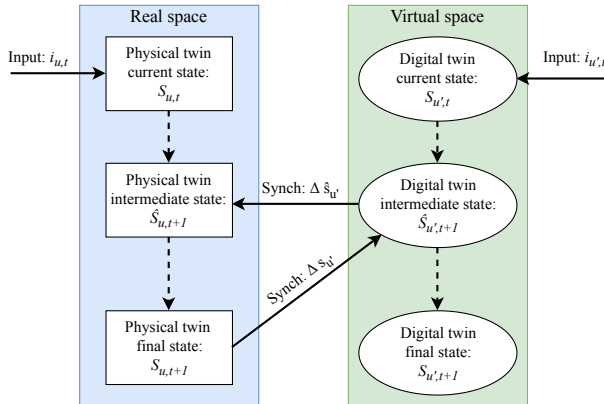 Real space
Virtual space
Input: i_{u,t}
Physical twin
current state:
S_{u,t}
Digital twin
current state:
S_{u',t}
Input: i_{u',t}
Physical twin
intermediate state:
Ŝ_{u,t+1}
Synch: Δ ŝ_{u'}
Digital twin
intermediate state:
Ŝ_{u',t+1}
Synch: Δ s_{u'}
Physical twin
final state:
S_{u,t+1}
Digital twin
final state:
S_{u',t+1}